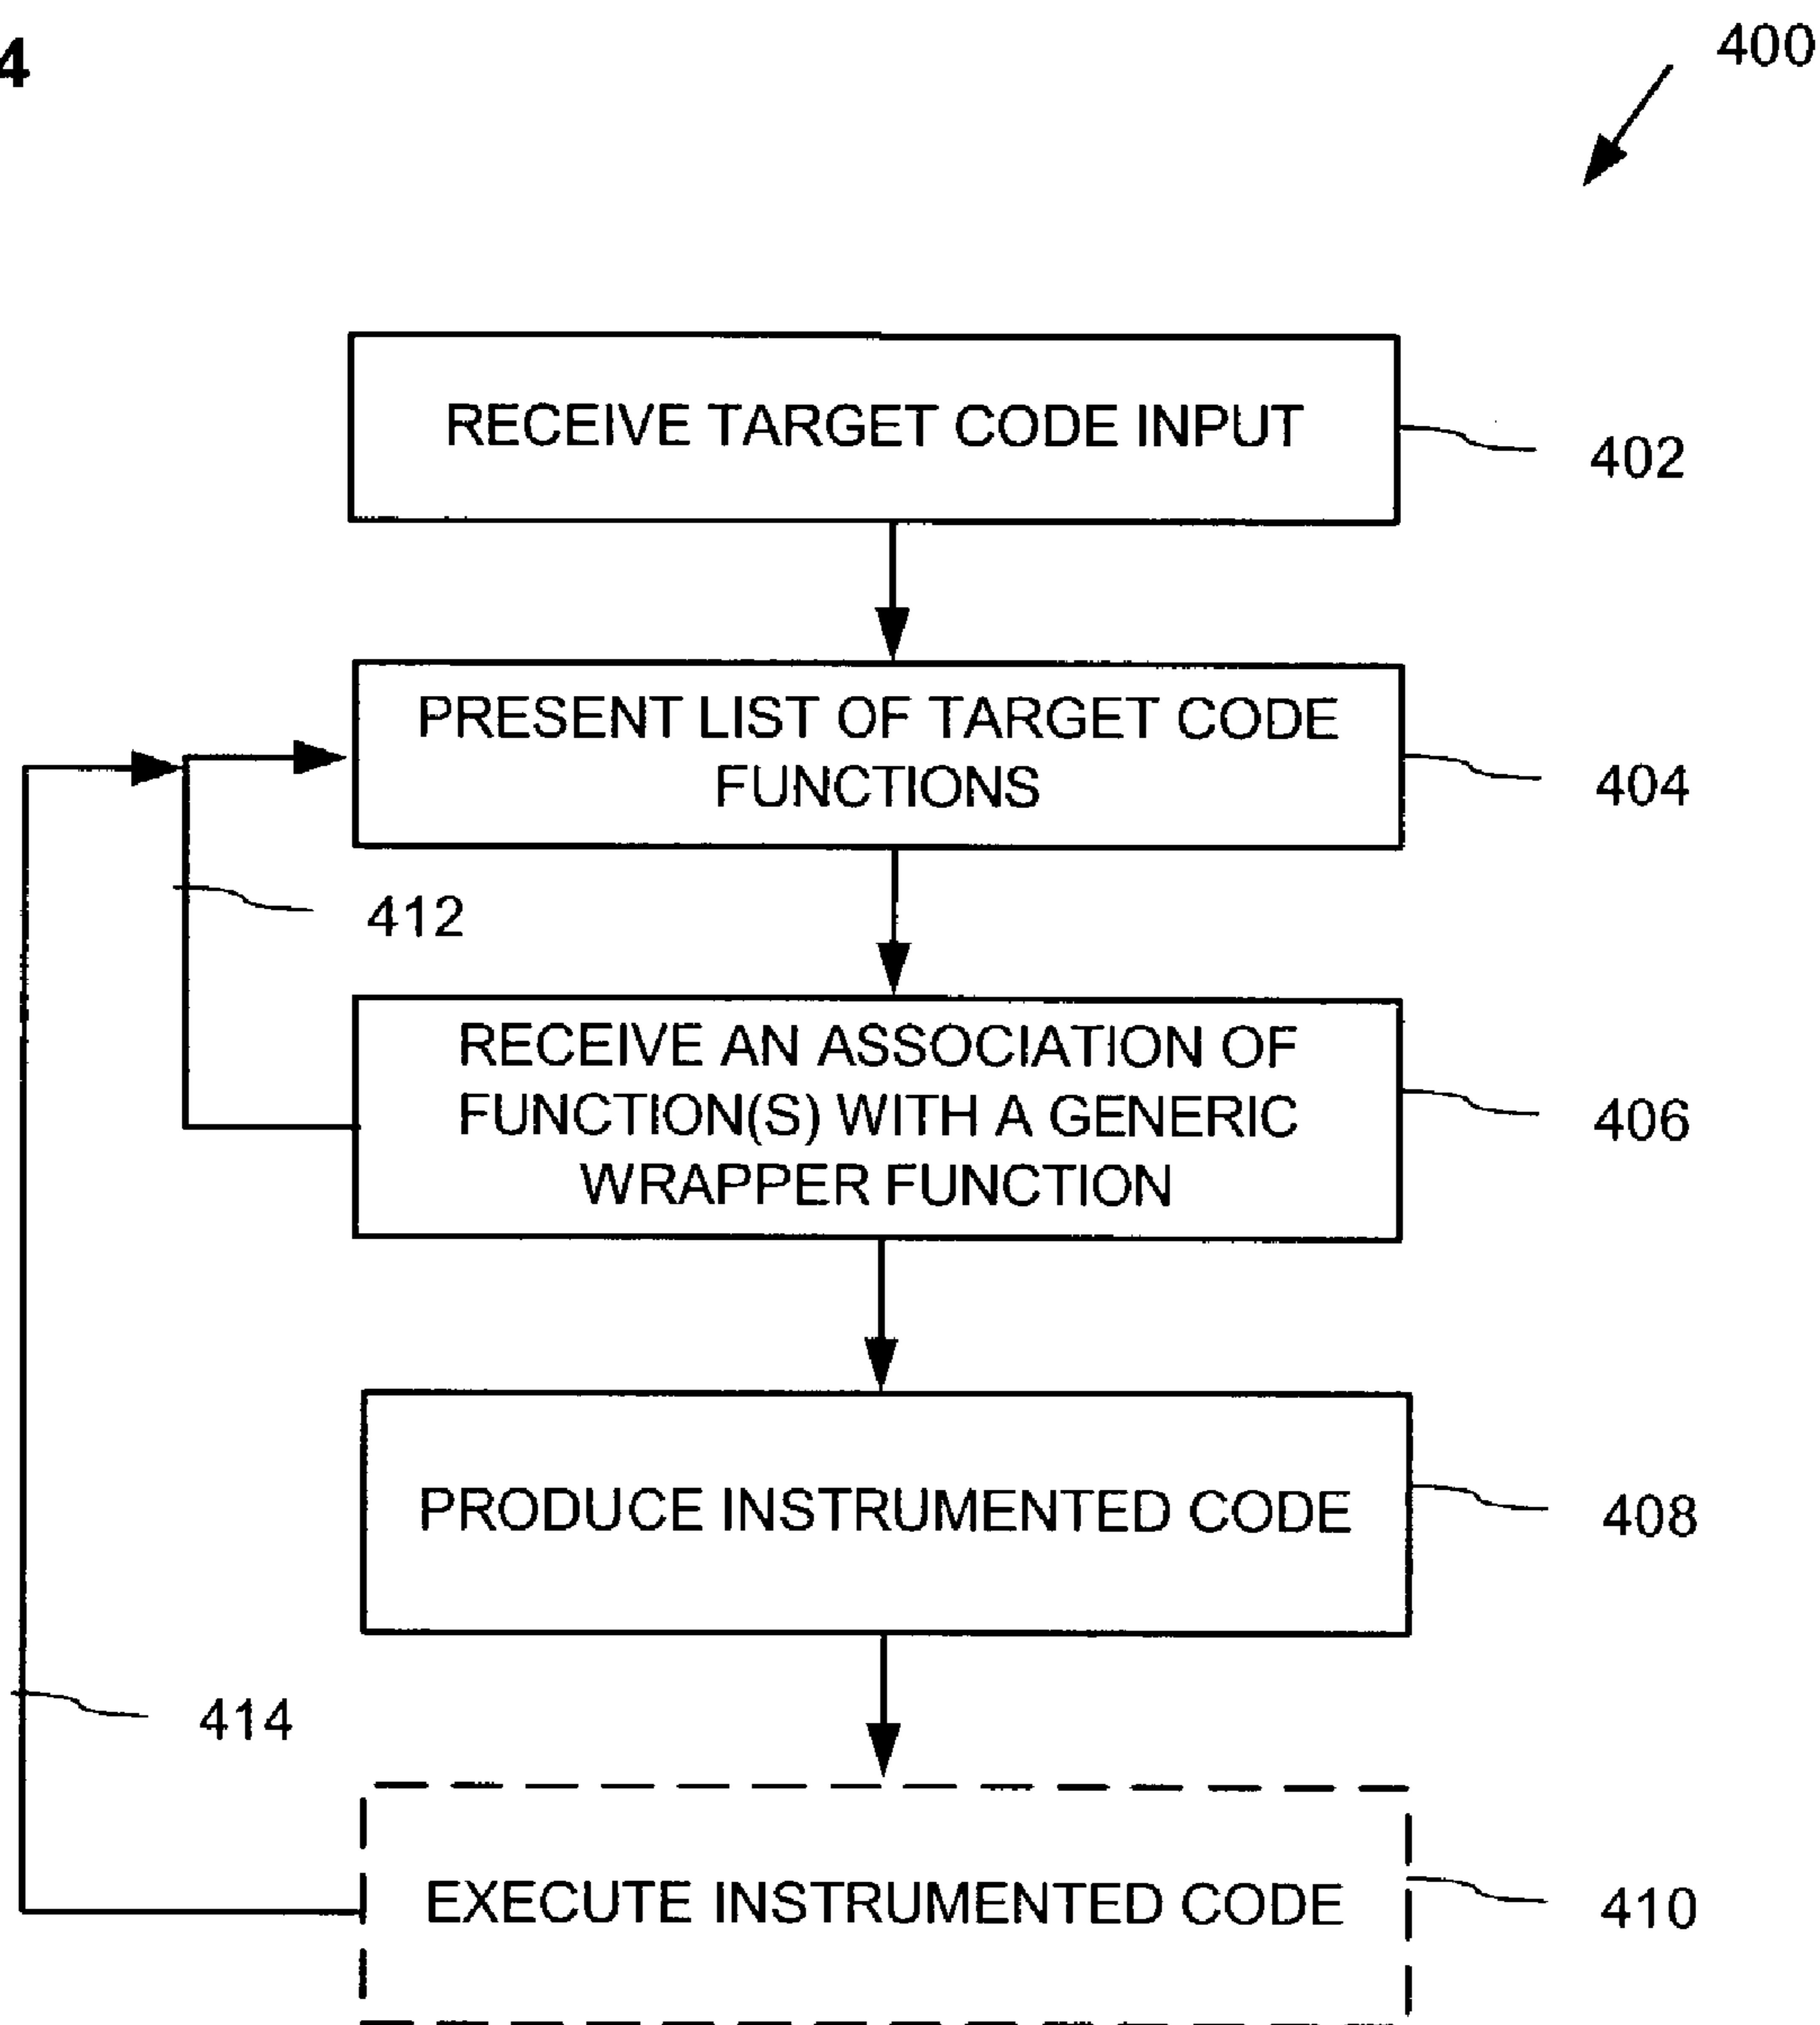 4
400
RECEIVE TARGET CODE INPUT
402
PRESENT LIST OF TARGET CODE
FUNCTIONS
404
412
RECEIVE AN ASSOCIATION OF
FUNCTION(S) WITH A GENERIC
WRAPPER FUNCTION
406
PRODUCE INSTRUMENTED CODE
408
414
EXECUTE INSTRUMENTED CODE
410